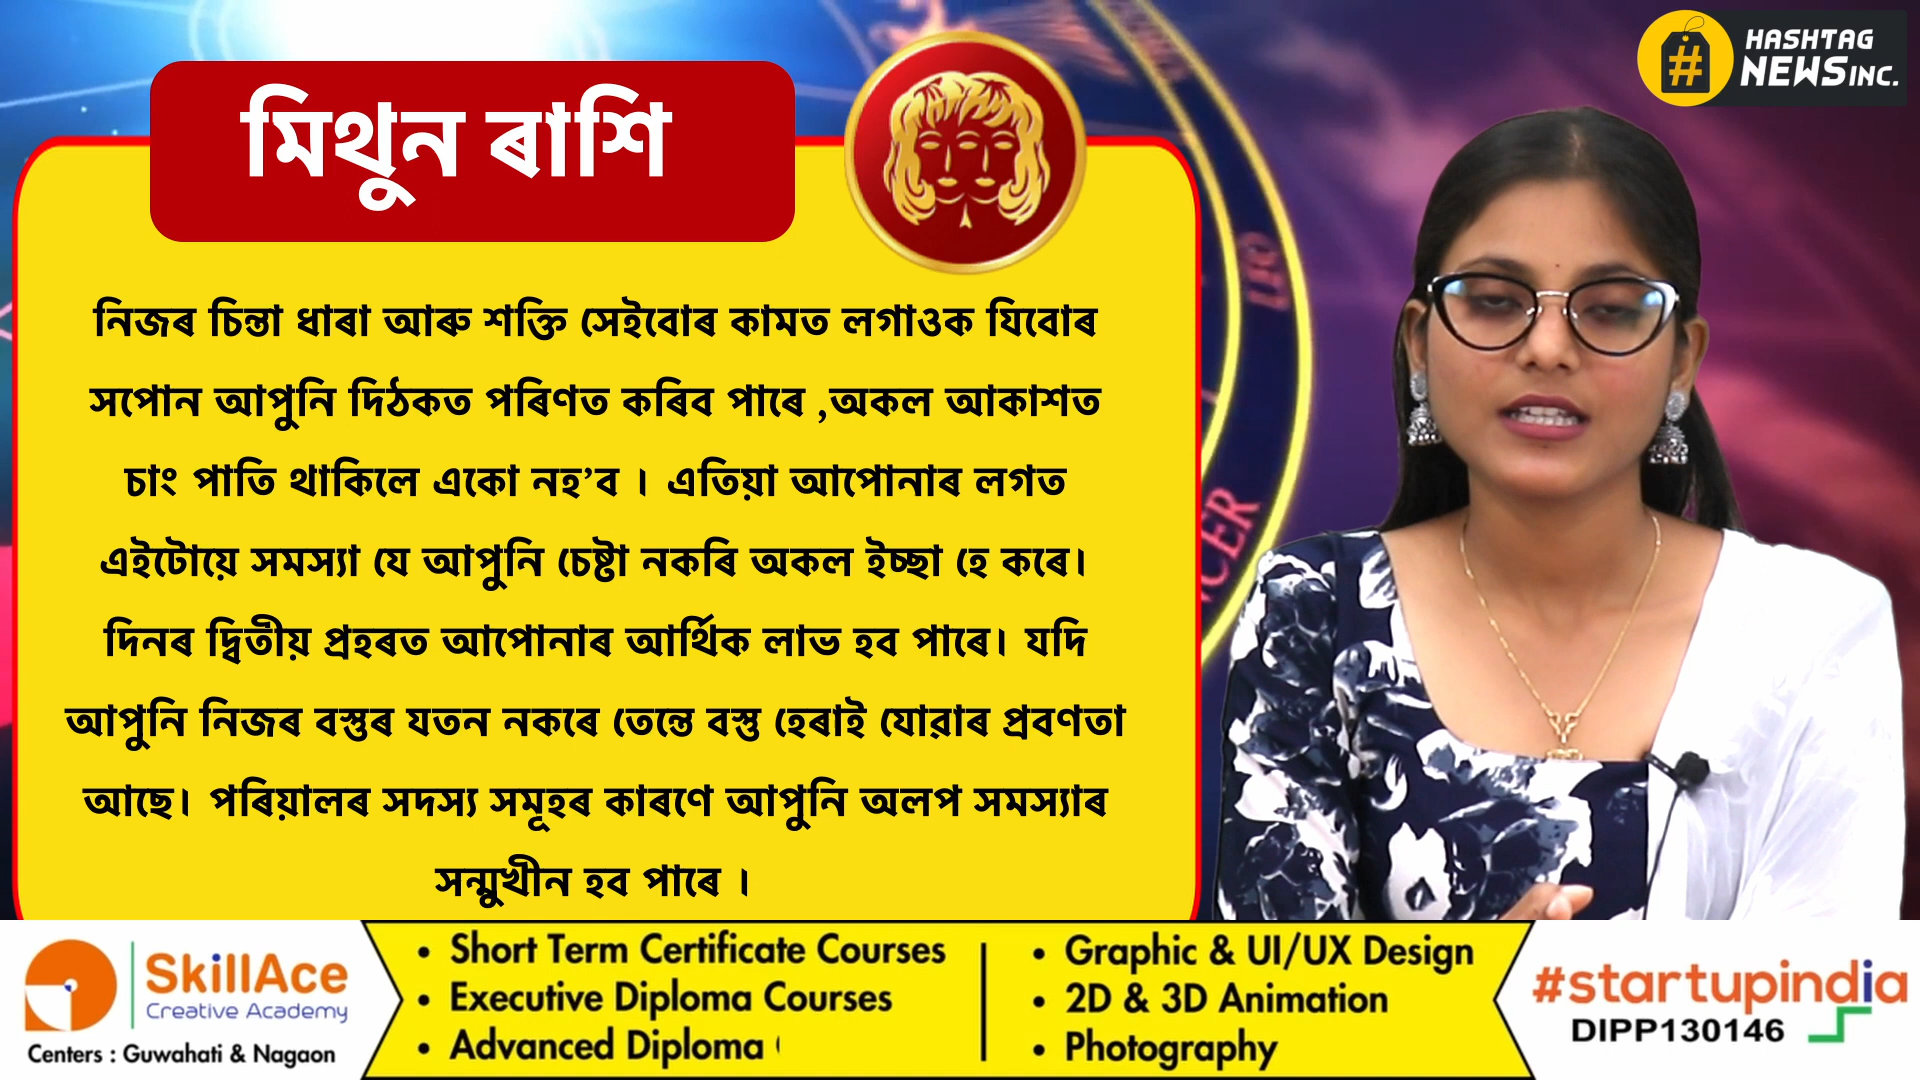 HASHTAG
NEWS INC.
মিথুন ৰাশি
নিজৰ চিন্তা ধাৰা আৰু শক্তি সেইবোৰ কামত লগাওক যিবোৰ
সপোন আপুনি দিঠকত পৰিণত কৰিব পাৰে ,অকল আকাশত
চাং পাতি থাকিলে একো নহ’ব । এতিয়া আপোনাৰ লগত
এইটোয়ে সমস্যা যে আপুনি চেষ্টা নকৰি অকল ইচ্ছা হে কৰে।
দিনৰ দ্বিতীয় প্ৰহৰত আপোনাৰ আৰ্থিক লাভ হব পাৰে। যদি
আপুনি নিজৰ বস্তুৰ যতন নকৰে তেন্তে বস্তু হেৰাই যোৱাৰ প্ৰবণতা
আছে। পৰিয়ালৰ সদস্য সমূহৰ কাৰণে আপুনি অলপ সমস্যাৰ
সন্মুখীন হব পাৰে ।
LEO
SkillAce
Creative Academy
Centers : Guwahati & Nagaon
• Short Term Certificate Courses
• Executive Diploma Courses
• Advanced Diploma
• Graphic & UI/UX Design
• 2D & 3D Animation
• Photography
#startupindia
DIPP130146